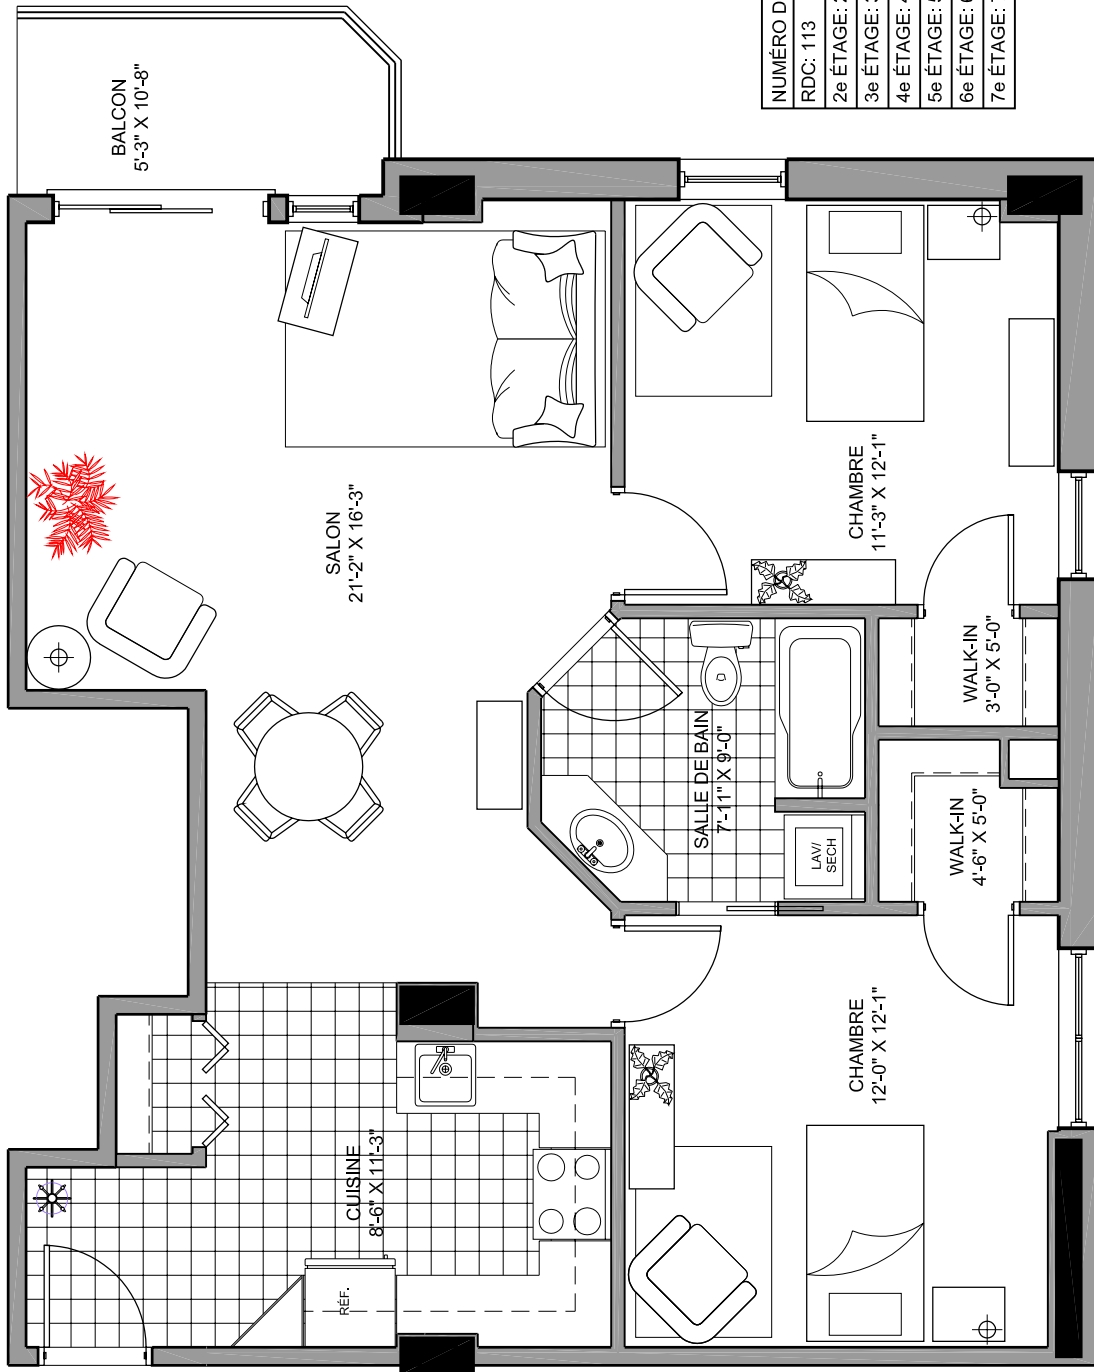 BALCON
5'-3" X 10'-8"
NUMÉRO D
RDC: 113
2e ÉTAGE:
3e ÉTAGE:
4e ÉTAGE:
5e ÉTAGE:
6e ÉTAGE:
7e ÉTAGE:
SALON
21'-2" X 16'-3"
CHAMBRE
11'-3" X 12'-1"
WALK-IN
3'-0" X 5'-0"
SALLE DE BAIN
7'-11" X 9'-0"
LAV/
SECH
WALK-IN
4'-6" X 5'-0"
CUISINE
8'-6" X 11'-3"
RÉF.
CHAMBRE
12'-0" X 12'-1"